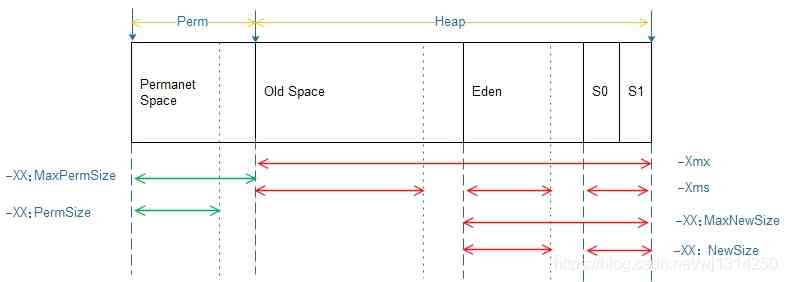 Perm
Heap
Permanet
Space
Old Space
Eden
S0
S1
-XX:MaxPermSize
-Xmx
-Xms
-XX:PermSize
-XX:MaxNewSize
-XX: NewSize
https://blog.csdn.net/wj1314250